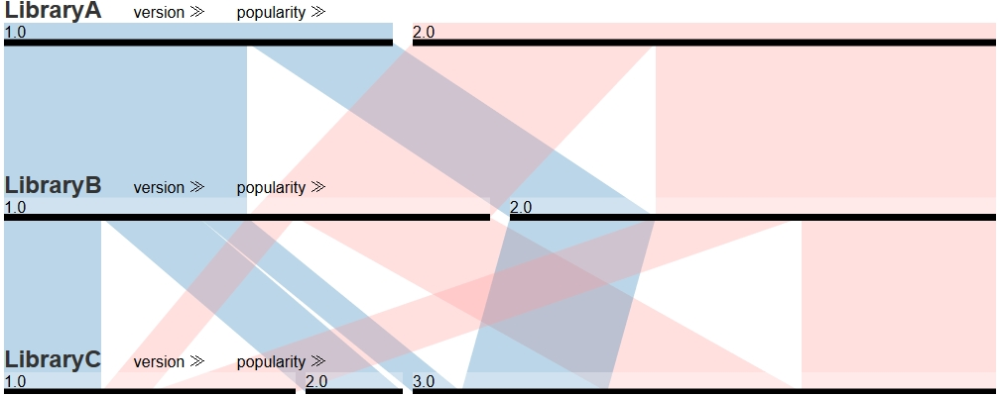 LibraryA version ≫ popularity ≫
1.0 2.0
LibraryB version ≫ popularity ≫
1.0 2.0
LibraryC version ≫ popularity ≫
1.0 2.0 3.0